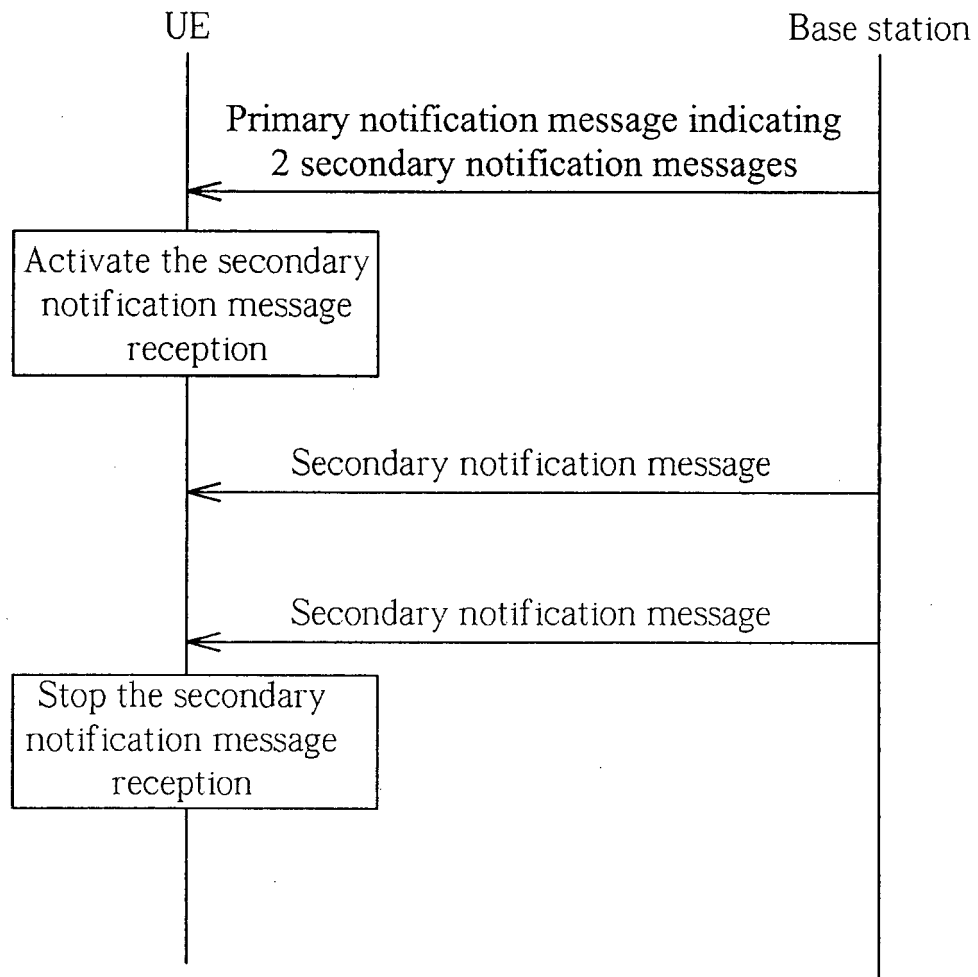 UE
Base station
Primary notification message indicating
2 secondary notification messages
Activate the secondary
notification message
reception
Secondary notification message
Secondary notification message
Stop the secondary
notification message
reception